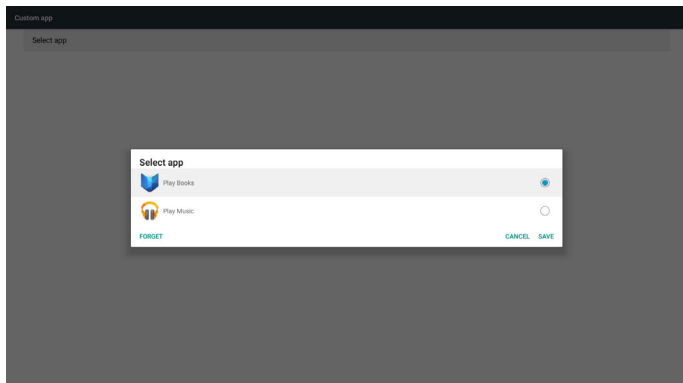 Custom app
Select app
Select app
Play Books
Play Music
FORGET CANCEL SAVE